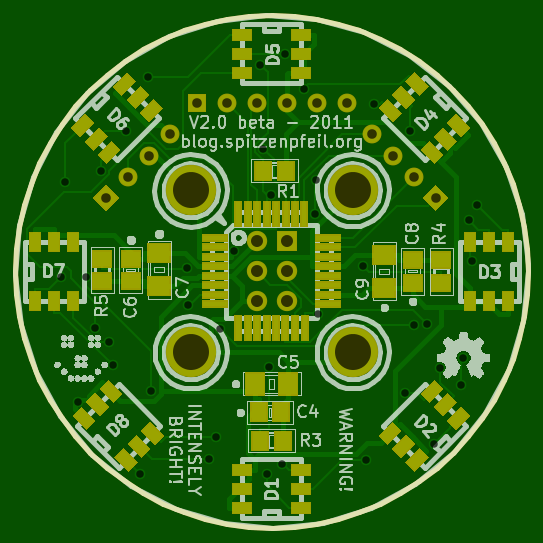 D5
D6
D4
V2.0 beta - 2011
blog.spitzenpfeil.org
R1
D7
R5
C6
C7
C9
C8
R4
D3
C5
C4
R3
D8
INTENSELY
BRIGHT!
WARNING!
D2
D1